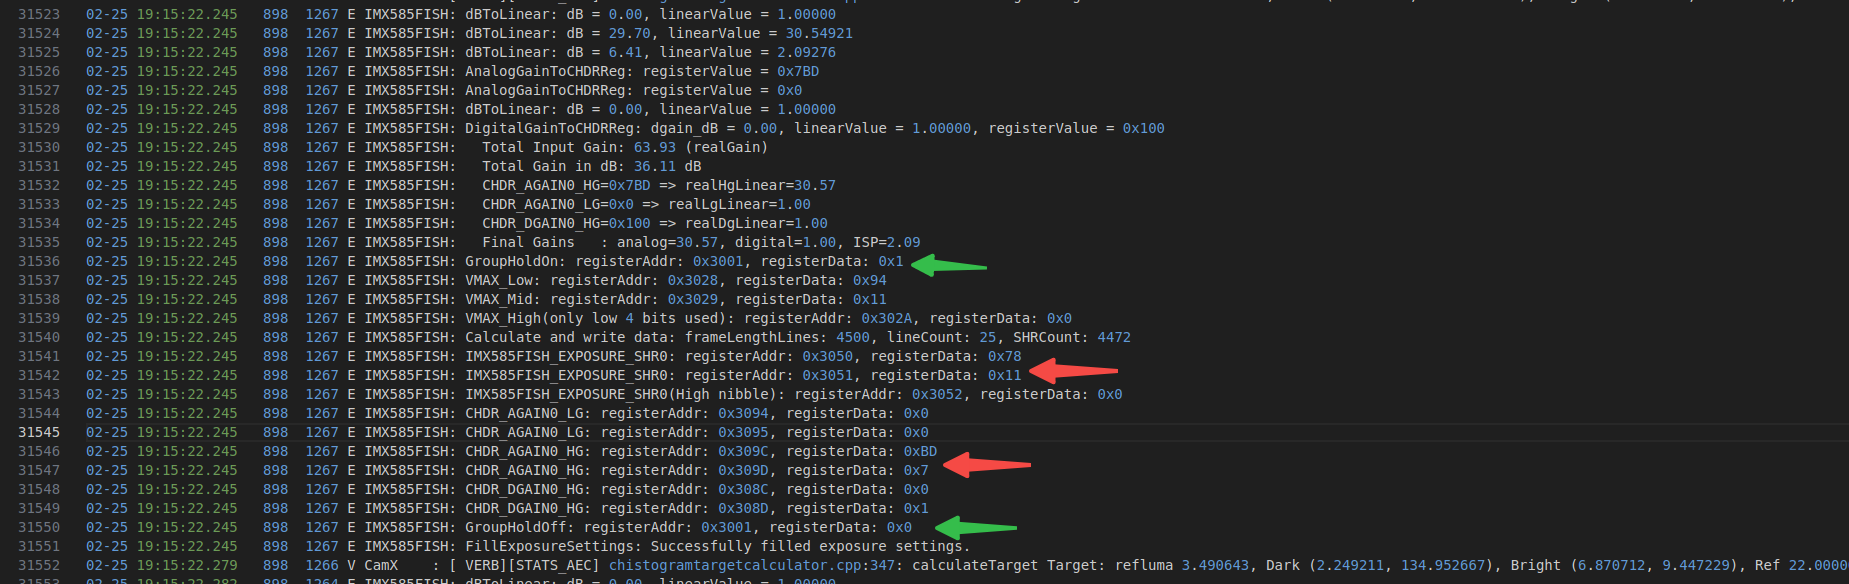 31523 02-25 19:15:22.245 898 1267 E IMX585FISH: dBToLinear: dB = 0.00, linearValue = 1.00000
31524 02-25 19:15:22.245 898 1267 E IMX585FISH: dBToLinear: dB = 29.70, linearValue = 30.54921
31525 02-25 19:15:22.245 898 1267 E IMX585FISH: dBToLinear: dB = 6.41, linearValue = 2.09276
31526 02-25 19:15:22.245 898 1267 E IMX585FISH: AnalogGainToCHDRReg: registerValue = 0x7BD
31527 02-25 19:15:22.245 898 1267 E IMX585FISH: AnalogGainToCHDRReg: registerValue = 0x0
31528 02-25 19:15:22.245 898 1267 E IMX585FISH: dBToLinear: dB = 0.00, linearValue = 1.00000
31529 02-25 19:15:22.245 898 1267 E IMX585FISH: DigitalGainToCHDRReg: dgain_dB = 0.00, linearValue = 1.00000, registerValue = 0x100
31530 02-25 19:15:22.245 898 1267 E IMX585FISH: Total Input Gain: 63.93 (realGain)
31531 02-25 19:15:22.245 898 1267 E IMX585FISH: Total Gain in dB: 36.11 dB
31532 02-25 19:15:22.245 898 1267 E IMX585FISH: CHDR_AGAIN0_HG=0x7BD => realHgLinear=30.57
31533 02-25 19:15:22.245 898 1267 E IMX585FISH: CHDR_AGAIN0_LG=0x0 => realLgLinear=1.00
31534 02-25 19:15:22.245 898 1267 E IMX585FISH: CHDR_DGAIN0_HG=0x100 => realDgLinear=1.00
31535 02-25 19:15:22.245 898 1267 E IMX585FISH: Final Gains : analog=30.57, digital=1.00, ISP=2.09
31536 02-25 19:15:22.245 898 1267 E IMX585FISH: GroupHoldOn: registerAddr: 0x3001, registerData: 0x1
31537 02-25 19:15:22.245 898 1267 E IMX585FISH: VMAX_Low: registerAddr: 0x3028, registerData: 0x94
31538 02-25 19:15:22.245 898 1267 E IMX585FISH: VMAX_Mid: registerAddr: 0x3029, registerData: 0x11
31539 02-25 19:15:22.245 898 1267 E IMX585FISH: VMAX_High(only low 4 bits used): registerAddr: 0x302A, registerData: 0x0
31540 02-25 19:15:22.245 898 1267 E IMX585FISH: Calculate and write data: frameLengthLines: 4500, lineCount: 25, SHRCount: 4472
31541 02-25 19:15:22.245 898 1267 E IMX585FISH: IMX585FISH_EXPOSURE_SHR0: registerAddr: 0x3050, registerData: 0x78
31542 02-25 19:15:22.245 898 1267 E IMX585FISH: IMX585FISH_EXPOSURE_SHR0: registerAddr: 0x3051, registerData: 0x11
31543 02-25 19:15:22.245 898 1267 E IMX585FISH: IMX585FISH_EXPOSURE_SHR0(High nibble): registerAddr: 0x3052, registerData: 0x0
31544 02-25 19:15:22.245 898 1267 E IMX585FISH: CHDR_AGAIN0_LG: registerAddr: 0x3094, registerData: 0x0
31545 02-25 19:15:22.245 898 1267 E IMX585FISH: CHDR_AGAIN0_LG: registerAddr: 0x3095, registerData: 0x0
31546 02-25 19:15:22.245 898 1267 E IMX585FISH: CHDR_AGAIN0_HG: registerAddr: 0x309C, registerData: 0xBD
31547 02-25 19:15:22.245 898 1267 E IMX585FISH: CHDR_AGAIN0_HG: registerAddr: 0x309D, registerData: 0x7
31548 02-25 19:15:22.245 898 1267 E IMX585FISH: CHDR_DGAIN0_HG: registerAddr: 0x308C, registerData: 0x0
31549 02-25 19:15:22.245 898 1267 E IMX585FISH: CHDR_DGAIN0_HG: registerAddr: 0x308D, registerData: 0x1
31550 02-25 19:15:22.245 898 1267 E IMX585FISH: GroupHoldOff: registerAddr: 0x3001, registerData: 0x0
31551 02-25 19:15:22.245 898 1267 E IMX585FISH: FillExposureSettings: Successfully filled exposure settings.
31552 02-25 19:15:22.279 898 1266 V CamX : [ VERB][STATS_AEC] chistogramtargetcalculator.cpp:347: calculateTarget Target: refluma 3.490643, Dark (2.249211, 134.952667), Bright (6.870712, 9.447229), Ref 22.0000
31553 02-25 19:15:22.282 898 1264 E IMX585FISH: dBToLinear: dB = 0.00, linearValue = 1.00000